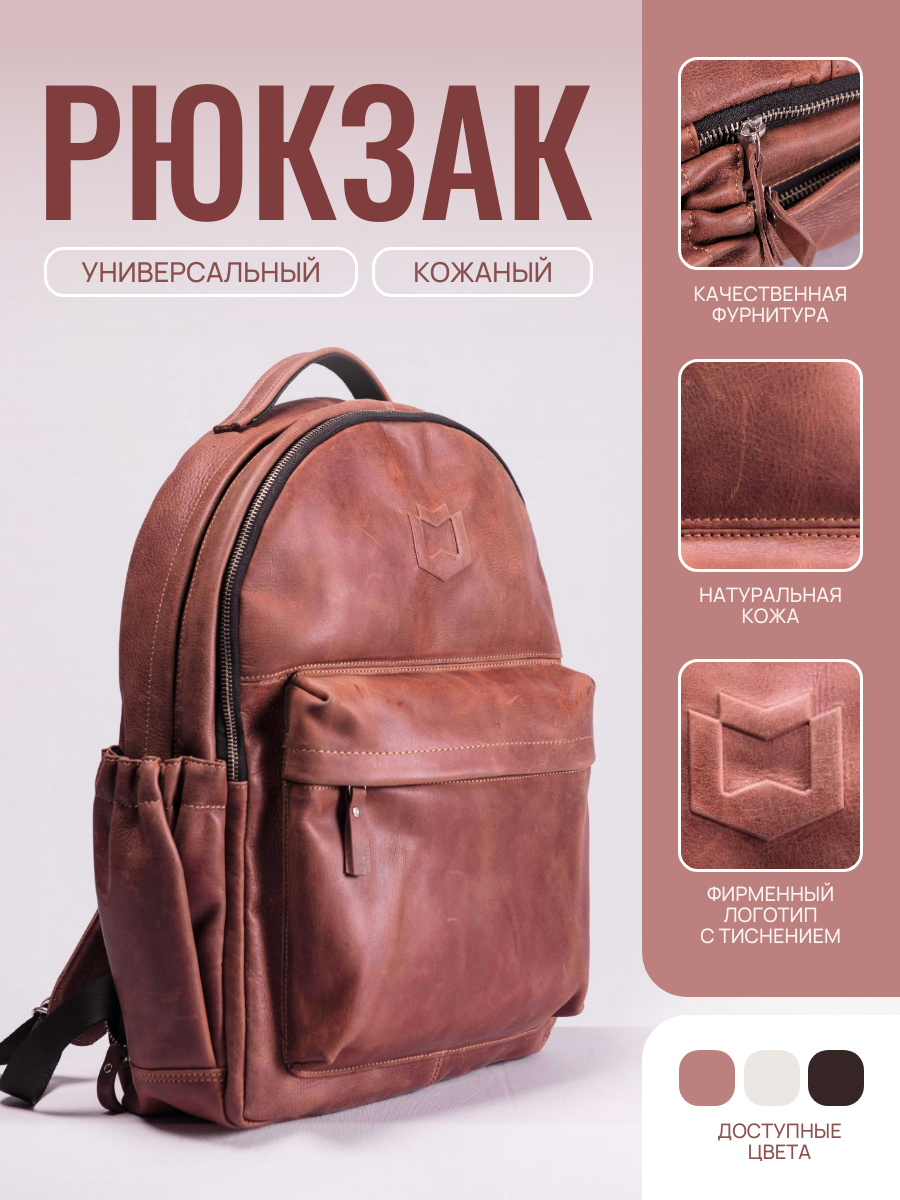 РЮКЗАК
УНИВЕРСАЛЬНЫЙ
КОЖАНЫЙ
КАЧЕСТВЕННАЯ
ФУРНИТУРА
НАТУРАЛЬНАЯ
КОЖА
ФИРМЕННЫЙ
ЛОГОТИП
С ТИСНЕНИЕМ
ДОСТУПНЫЕ
ЦВЕТА